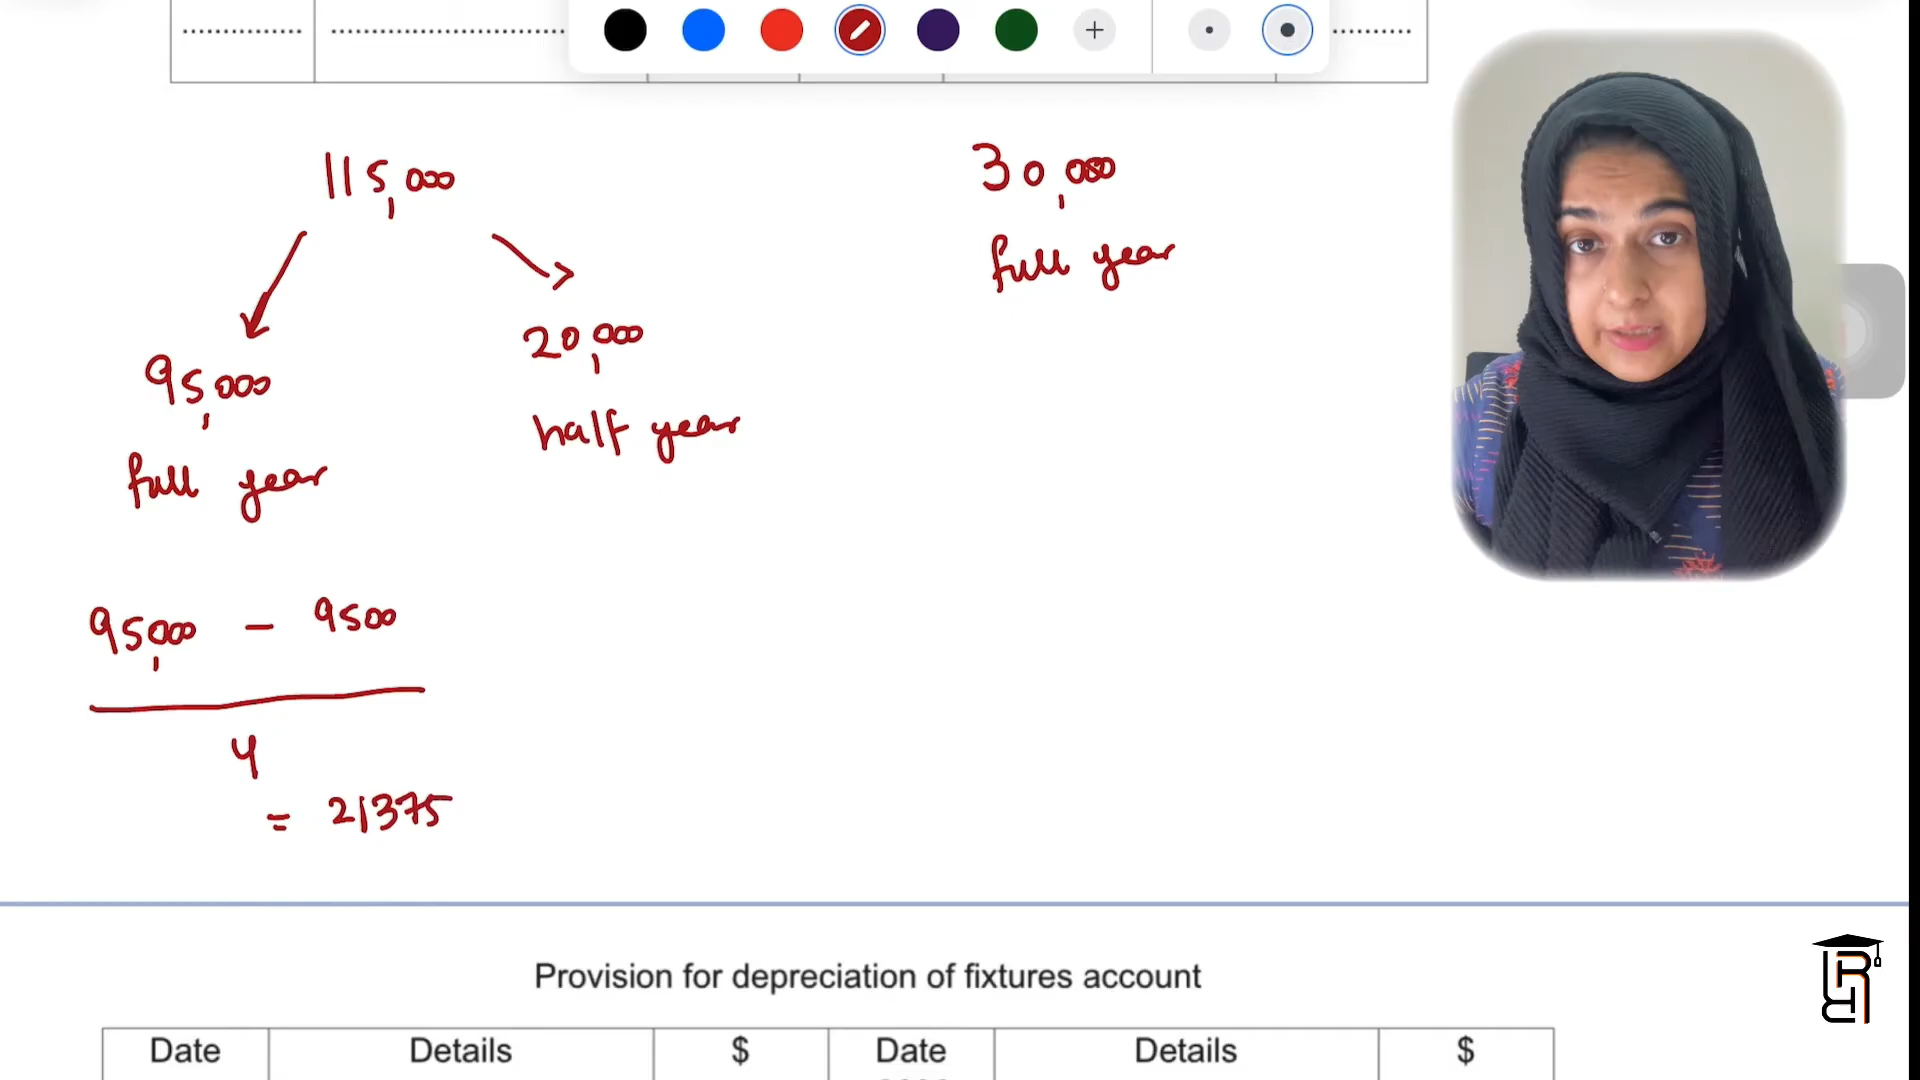 115,000
30,000
full year
20,000
95,000
half year
full year
95,000 - 9500
4
= 21375
Provision for depreciation of fixtures account
Date Details $ Date Details $